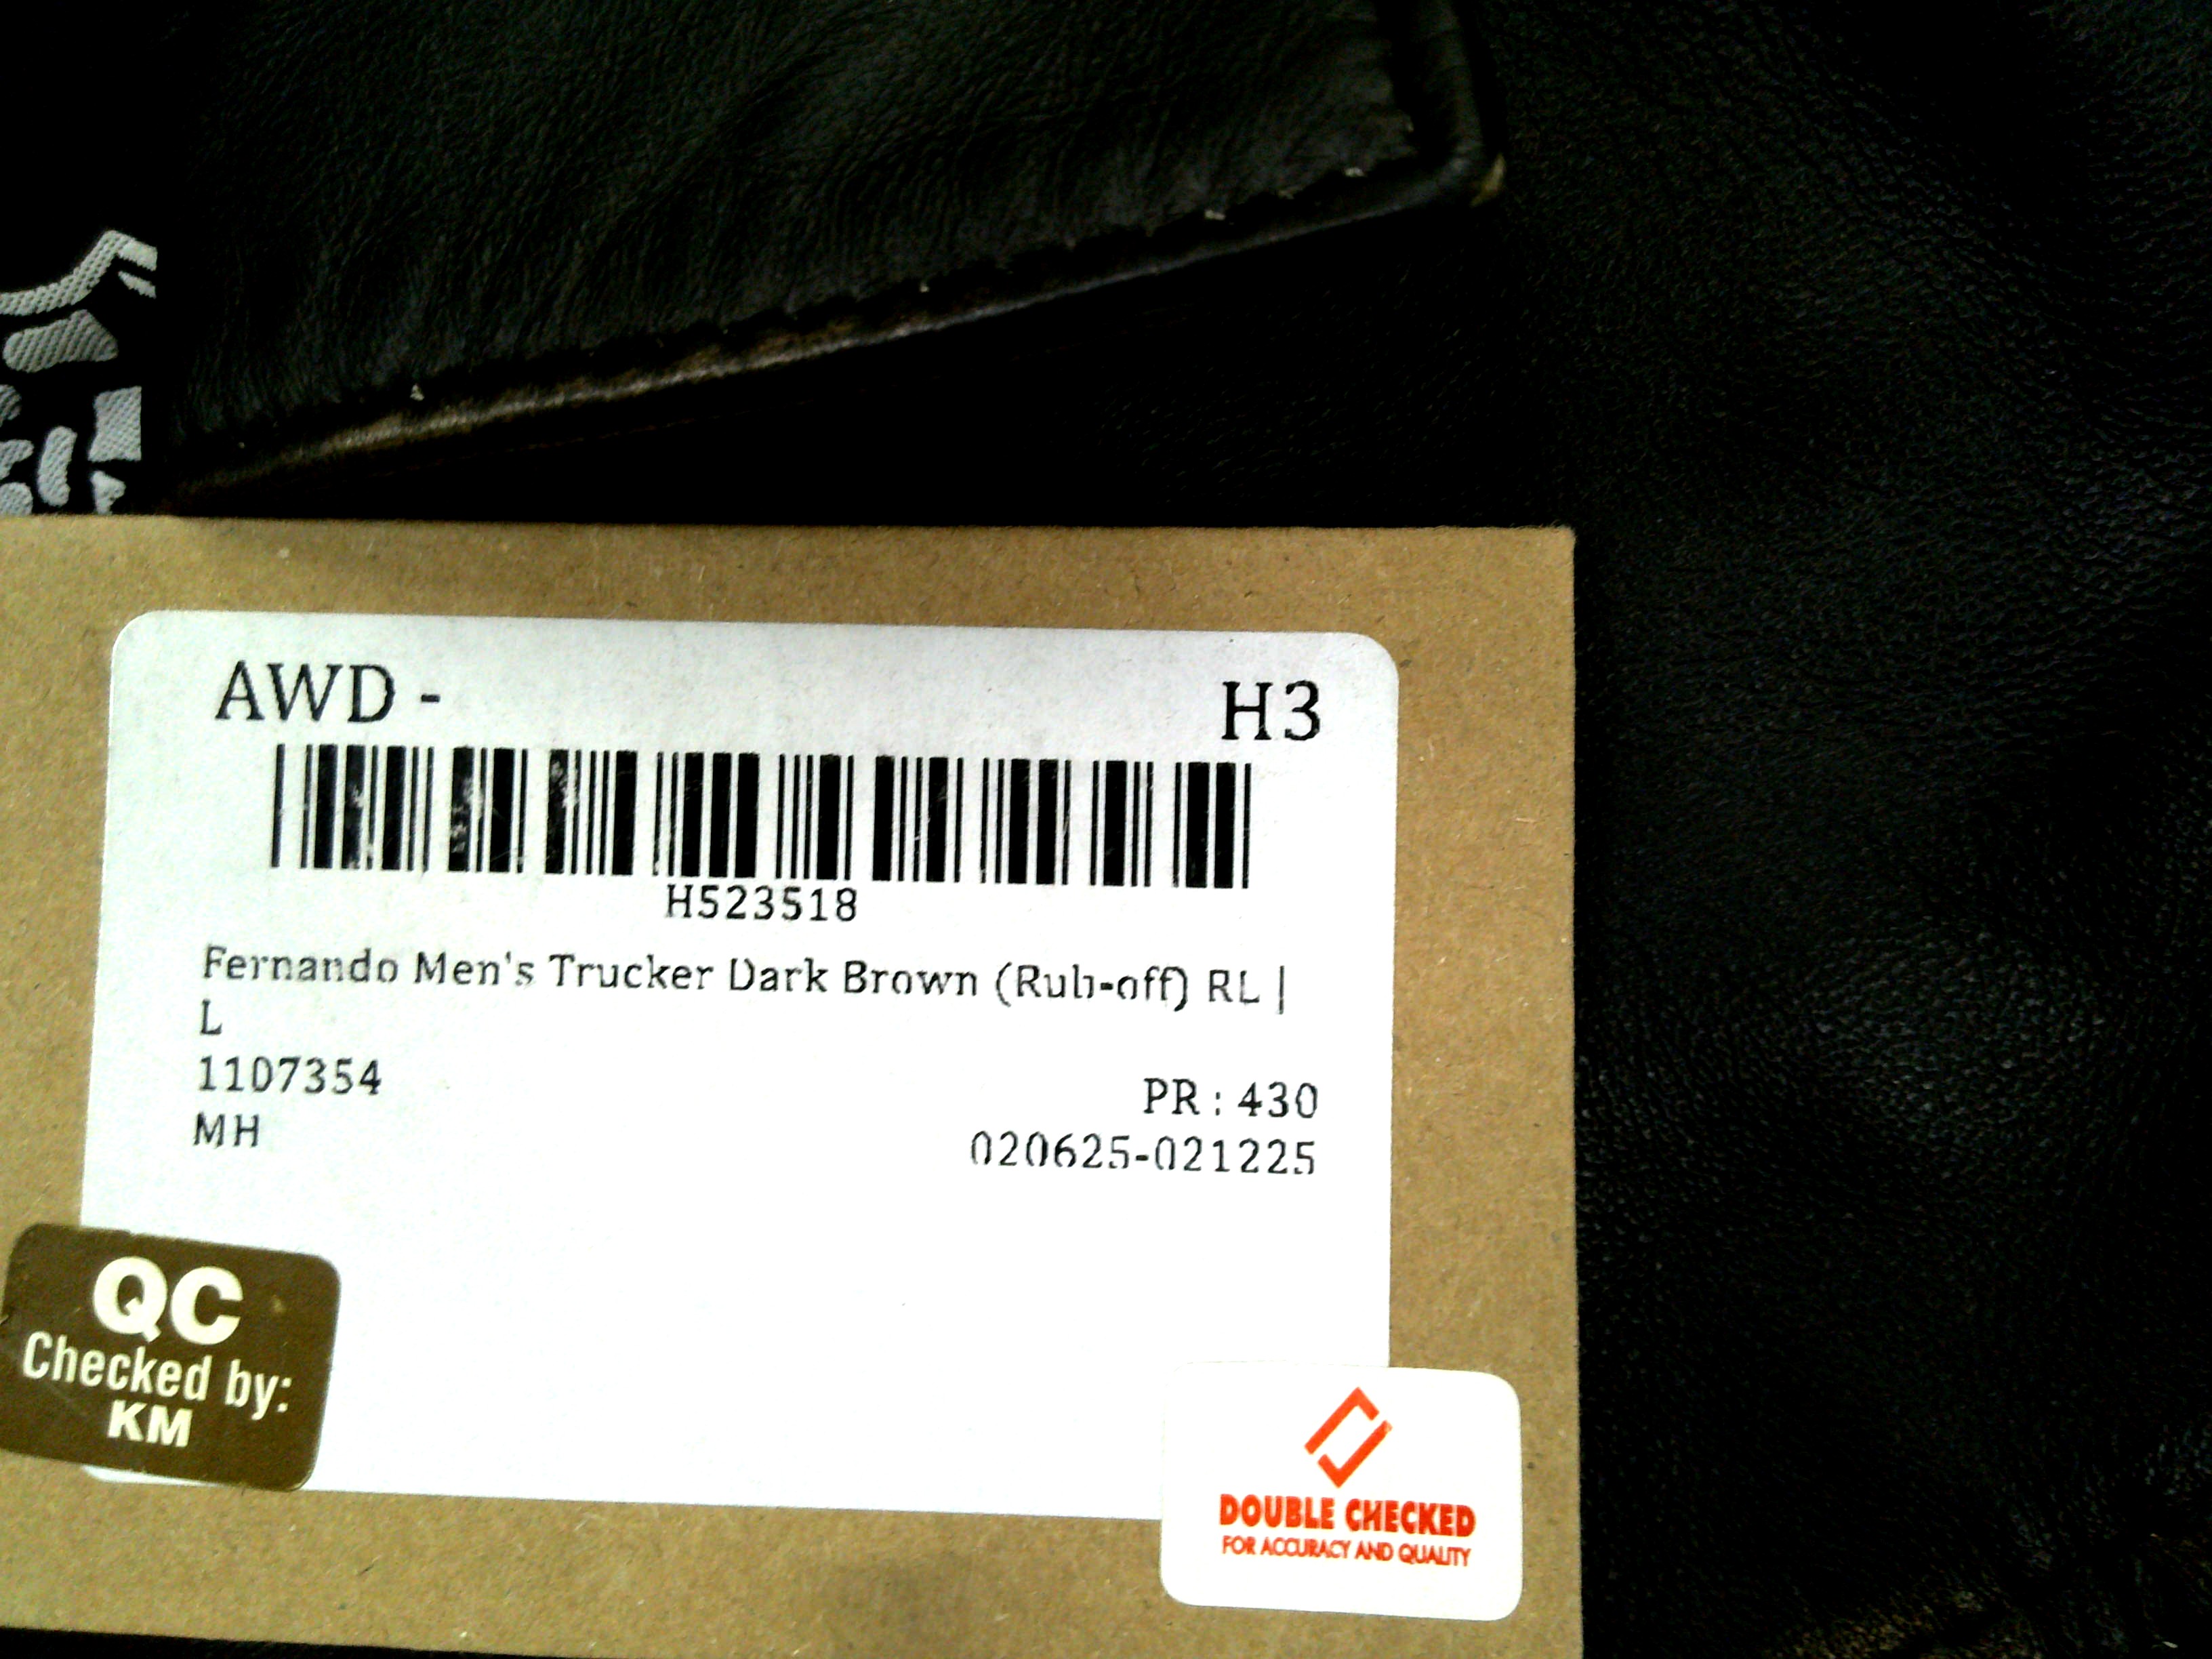 AWD - H3
H523518
Fernando Men's Trucker Dark Brown (Rub-off) RL |
L
1107354
PR : 430
MH
020625-021225
QC
Checked by:
KM
DOUBLE CHECKED
FOR ACCURACY AND QUALITY